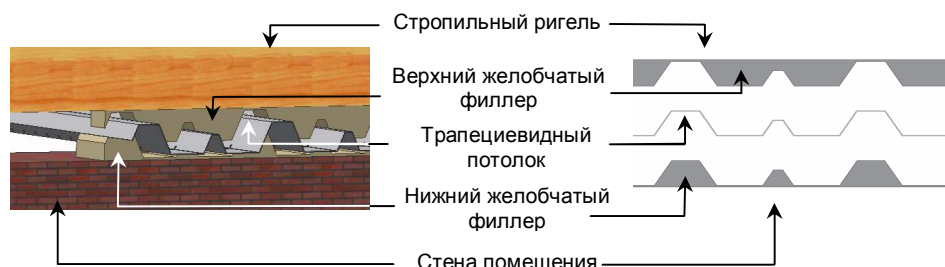 Стропильный ригель
Верхний желобчатый
филлер
Трапециевидный
потолок
Нижний желобчатый
филлер
Стена помещения